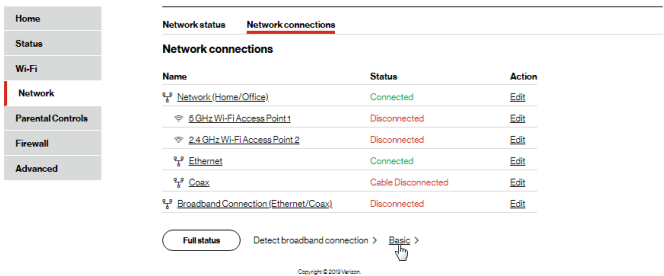 Home
Status
Wi-Fi
Network
Parental Controls
Firewall
Advanced
Network status Network connections
Network connections
Name Status Action
Network (Home/Office) Connected Edit
5 GHz Wi-Fi Access Point 1 Disconnected Edit
2.4 GHz Wi-Fi Access Point 2 Disconnected Edit
Ethernet Connected Edit
Coax Cable Disconnected Edit
Broadband Connection (Ethernet/Coax) Disconnected Edit
Full status Detect broadband connection > Basic >
Copyright © 2019 Verizon.